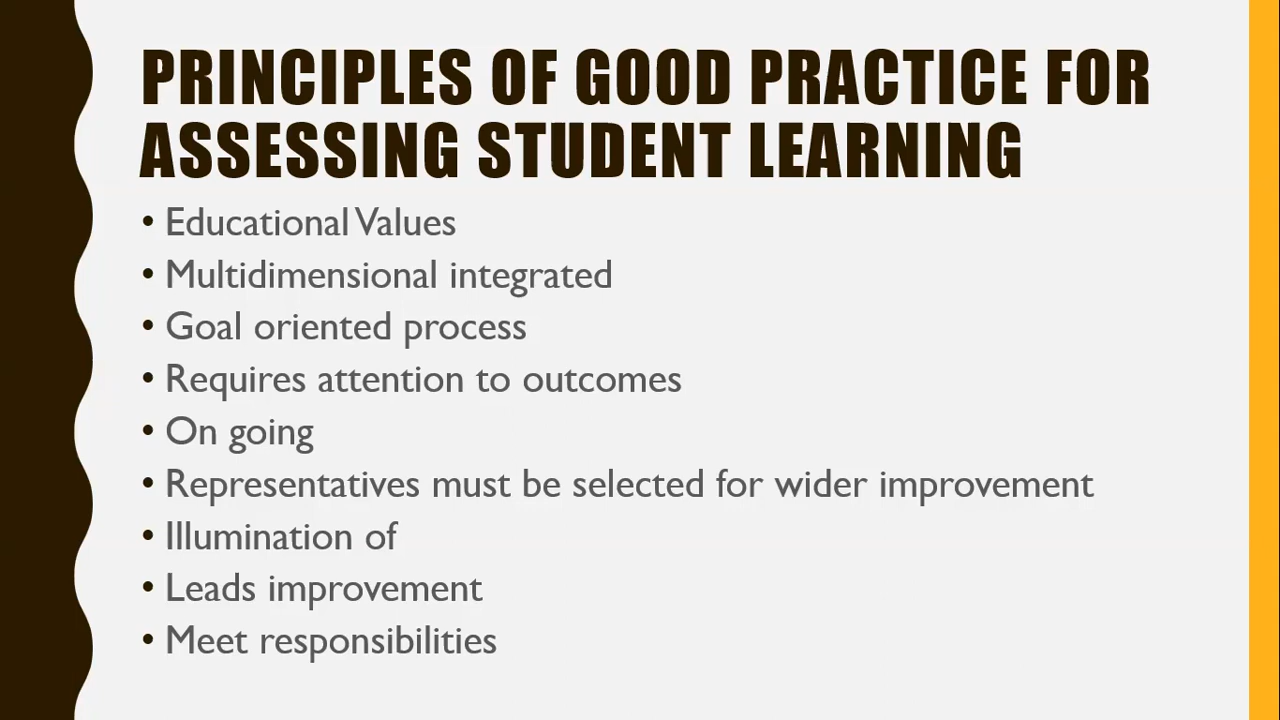 PRINCIPLES OF GOOD PRACTICE FOR
ASSESSING STUDENT LEARNING
• Educational Values
• Multidimensional integrated
• Goal oriented process
• Requires attention to outcomes
• On going
• Representatives must be selected for wider improvement
• Illumination of
• Leads improvement
• Meet responsibilities